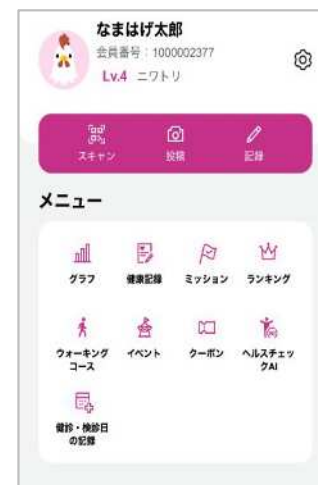 なまはげ太郎
会員番号：1000002377
Lv.4 ニワトリ
スキャン 投稿 記録
メニュー
グラフ 健康記録 ミッション ランキング
ウォーキング
コース
イベント
クーポン
ヘルスチェッ
クAI
健診・検診日
の記録